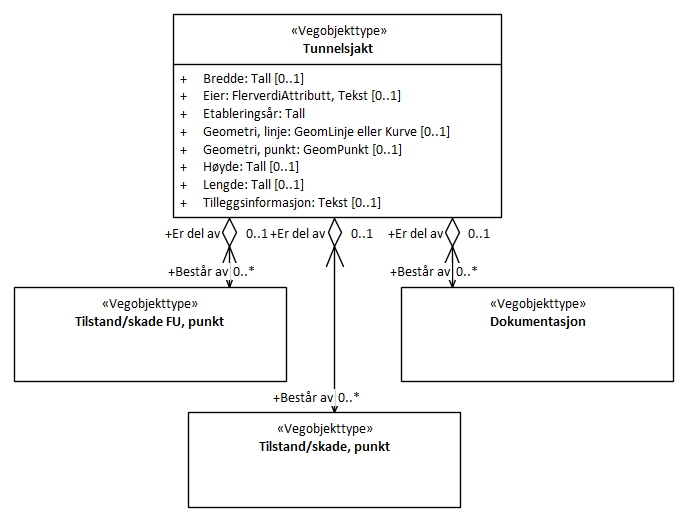 «Vegobjekttype»
Tunnelsjakt
+ Bredde: Tall [0..1]
+ Eier: FlerverdiAttributt, Tekst [0..1]
+ Etableringsår: Tall
+ Geometri, linje: GeomLinje eller Kurve [0..1]
+ Geometri, punkt: GeomPunkt [0..1]
+ Høyde: Tall [0..1]
+ Lengde: Tall [0..1]
+ Tilleggsinformasjon: Tekst [0..1]
+Er del av 0..1 +Er del av 0..1 +Er del av 0..1
+Består av 0..* +Består av 0..*
«Vegobjekttype»
Tilstand/skade FU, punkt
«Vegobjekttype»
Dokumentasjon
+Består av 0..*
«Vegobjekttype»
Tilstand/skade, punkt